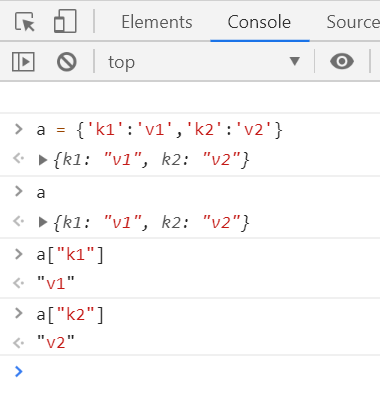 Elements Console Source
top
a = {'k1':'v1','k2':'v2'}
{k1: "v1", k2: "v2"}
a
{k1: "v1", k2: "v2"}
a["k1"]
"v1"
a["k2"]
"v2"